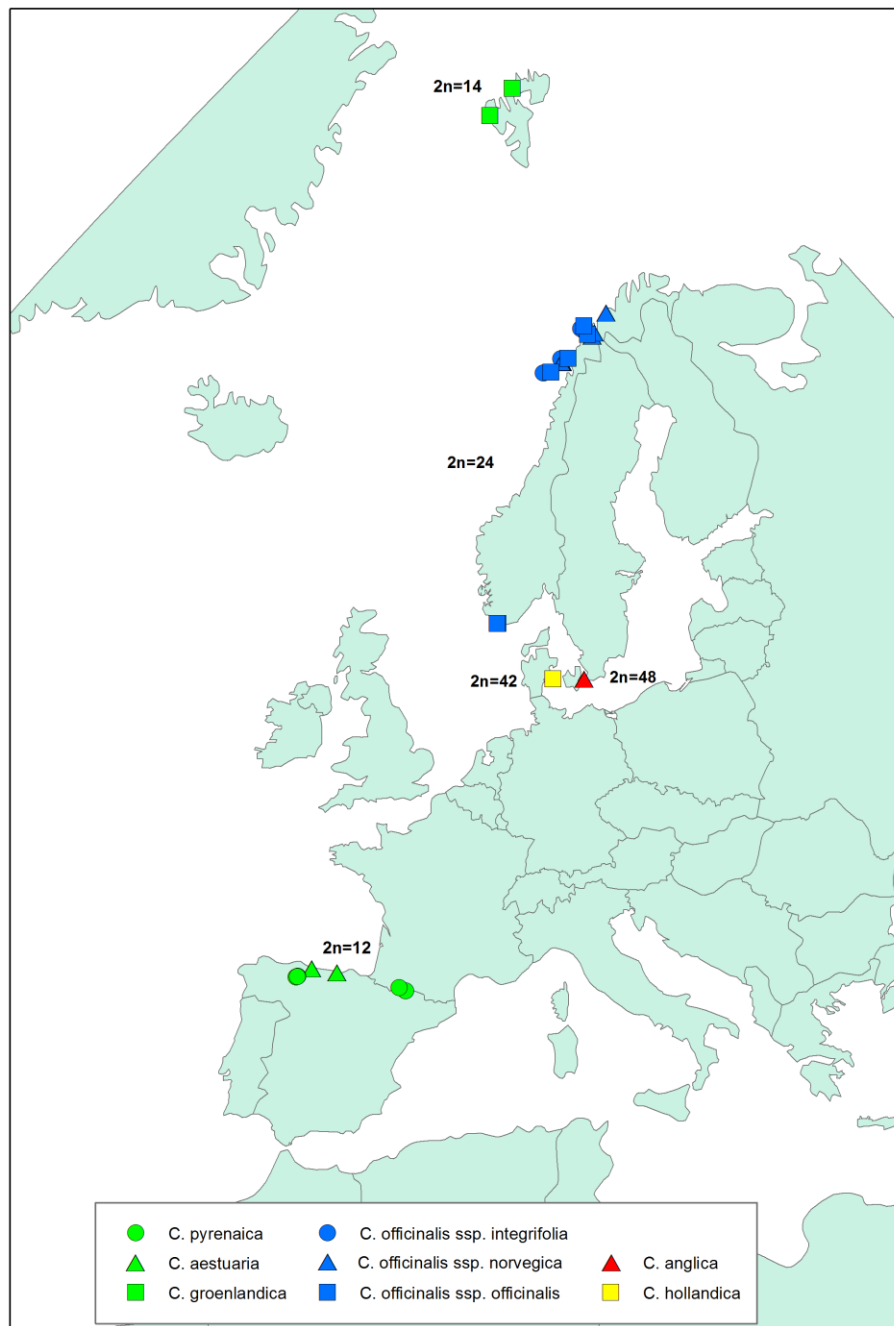 2n=14
2n=24
2n=42
2n=48
2n=12
C. pyrenaica
C. officinalis ssp. integrifolia
C. aestuaria
C. officinalis ssp. norvegica
C. anglica
C. groenlandica
C. officinalis ssp. officinalis
C. hollandica